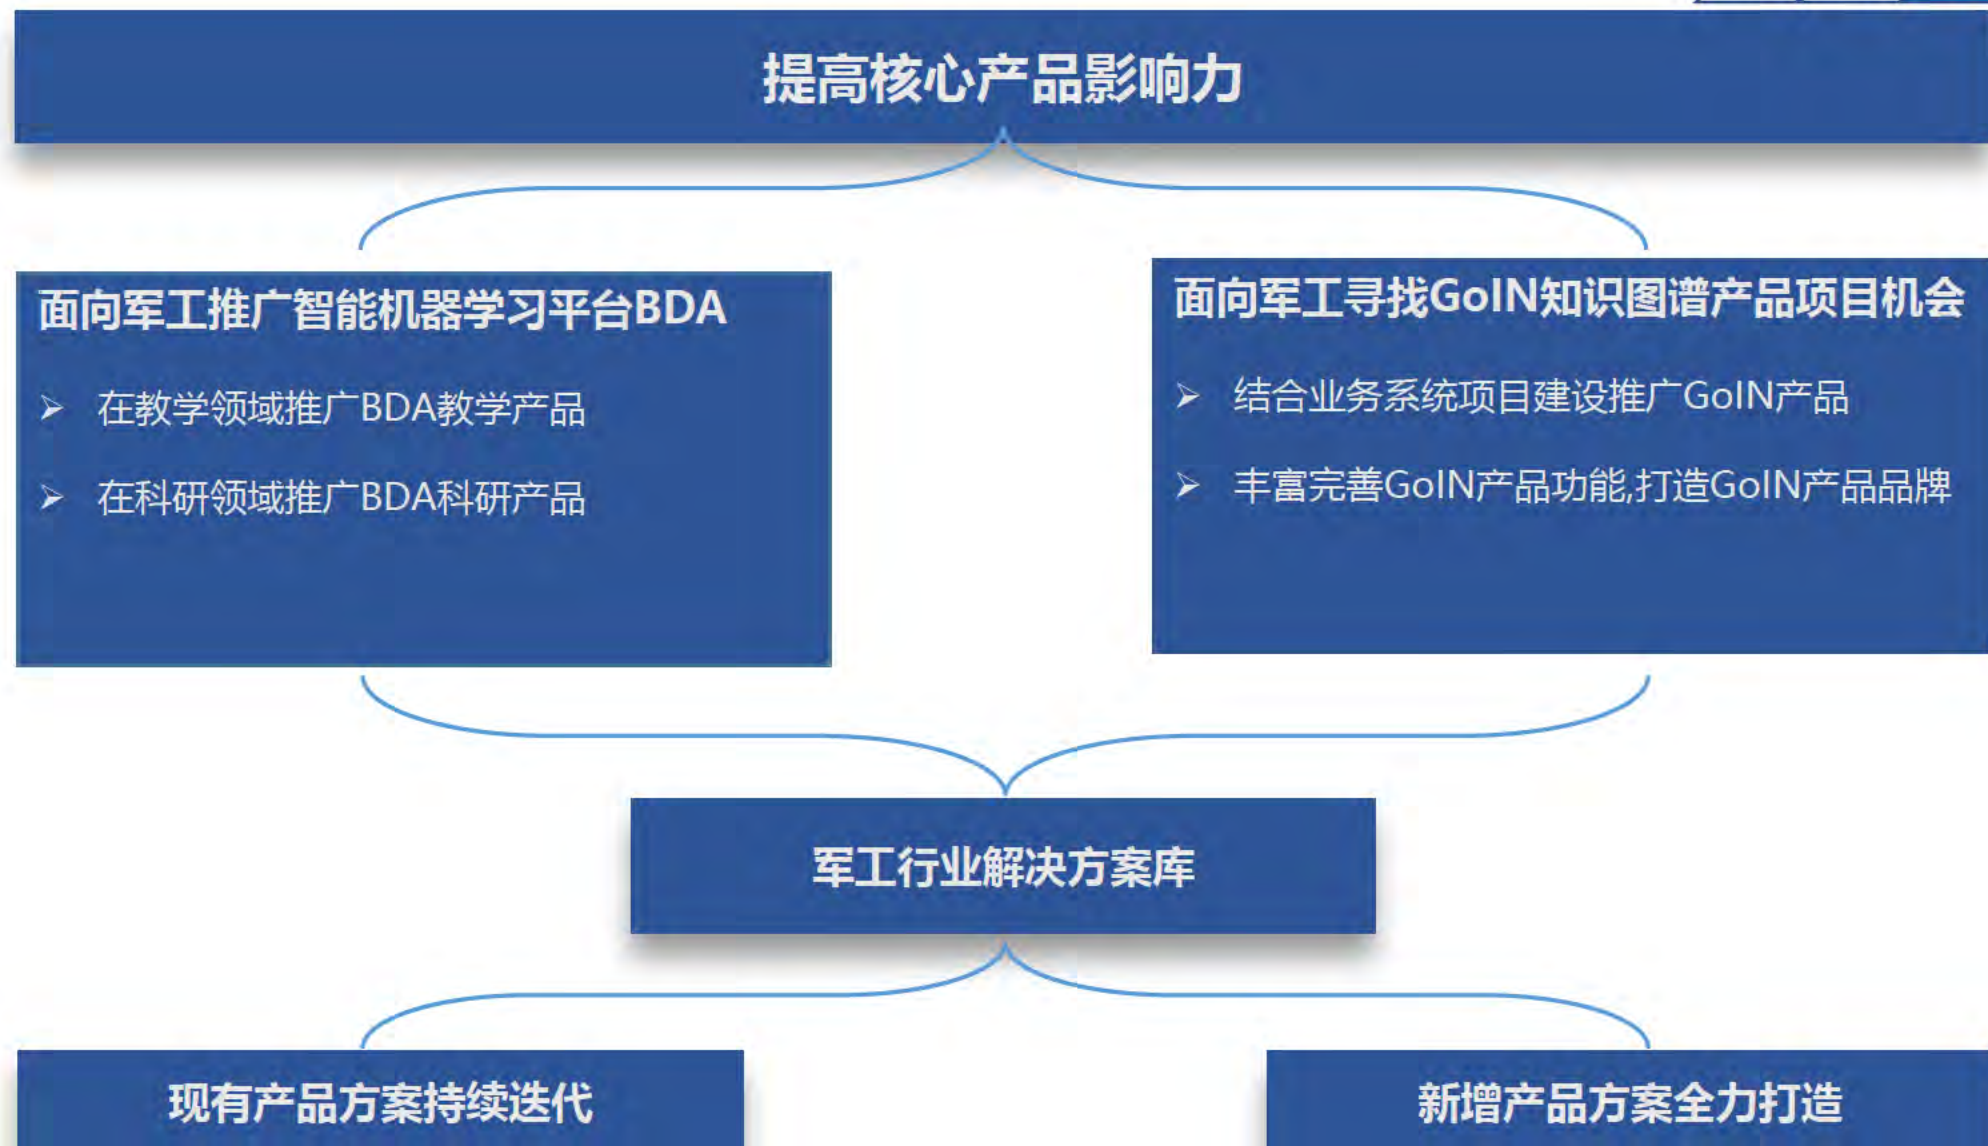 提高核心产品影响力
面向军工推广智能机器学习平台BDA
➢ 在教学领域推广BDA教学产品
➢ 在科研领域推广BDA科研产品
面向军工寻找GoIN知识图谱产品项目机会
➢ 结合业务系统项目建设推广GoIN产品
➢ 丰富完善GoIN产品功能,打造GoIN产品品牌
军工行业解决方案库
现有产品方案持续迭代
新增产品方案全力打造